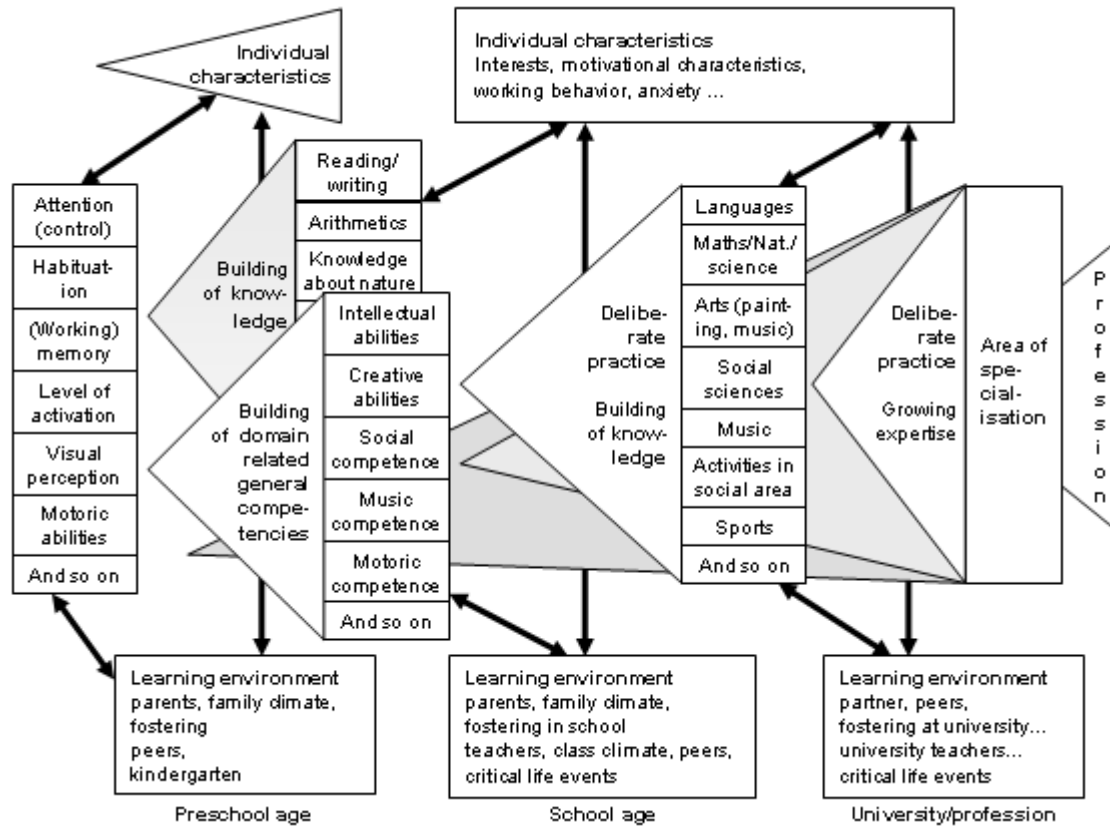 Individual
characteristics
Individual characteristics
Interests, motivational characteristics,
working behavior, anxiety ...
Attention
(control)
Habituat-
ion
(Working)
memory
Level of
activation
Visual
perception
Motoric
abilities
And so on
Building
of know-
ledge
Reading/
writing
Arithmetics
Knowledge
about nature
Building
of domain
related
general
compe-
tencies
Intellectual
abilities
Creative
abilities
Social
competence
Music
competence
Motoric
competence
And so on
Delibe-
rate
practice
Building
of know-
ledge
Languages
Maths/Nat./
science
Arts (paint-
ing, music)
Social
sciences
Music
Activities in
social area
Sports
And so on
Delibe-
rate
practice
Growing
expertise
Area of
spe-
cial-
isation
P
r
o
f
e
s
s
i
o
n
Learning environment
parents, family climate,
fostering
peers,
kindergarten
Learning environment
parents, family climate,
fostering in school
teachers, class climate, peers,
critical life events
Learning environment
partner, peers,
fostering at university...
university teachers...
critical life events
Preschool age
School age
University/profession